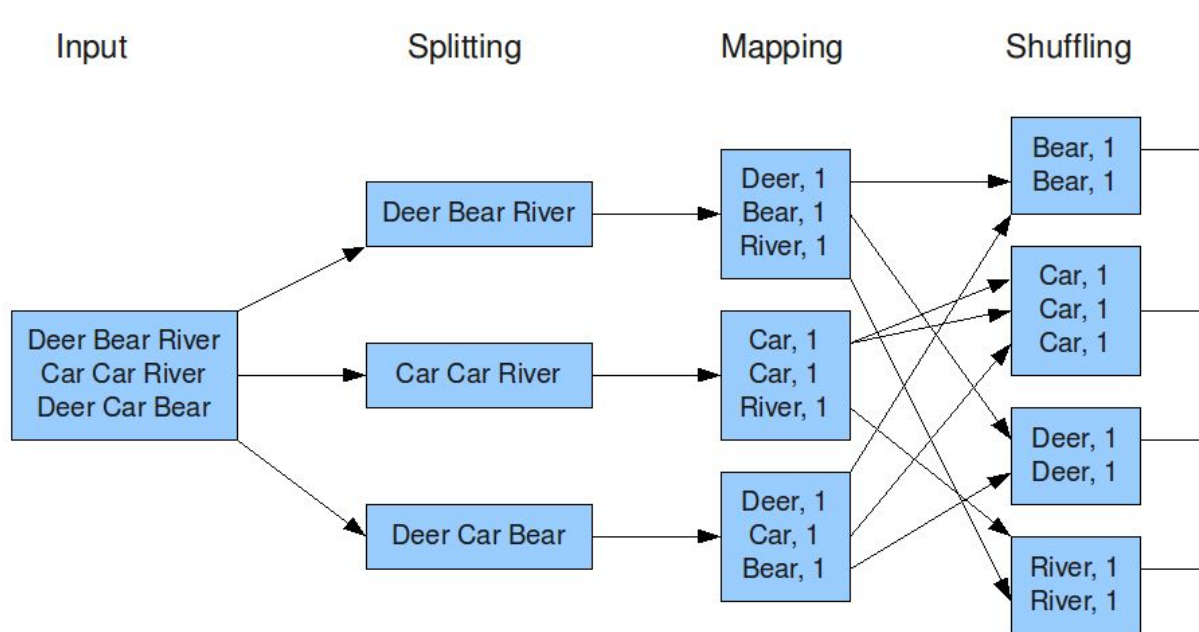 Input
Splitting
Mapping
Shuffling
Deer Bear River
Car Car River
Deer Car Bear
Deer Bear River
Car Car River
Deer Car Bear
Deer, 1
Bear, 1
River, 1
Car, 1
Car, 1
River, 1
Deer, 1
Car, 1
Bear, 1
Bear, 1
Bear, 1
Car, 1
Car, 1
Car, 1
Deer, 1
Deer, 1
River, 1
River, 1